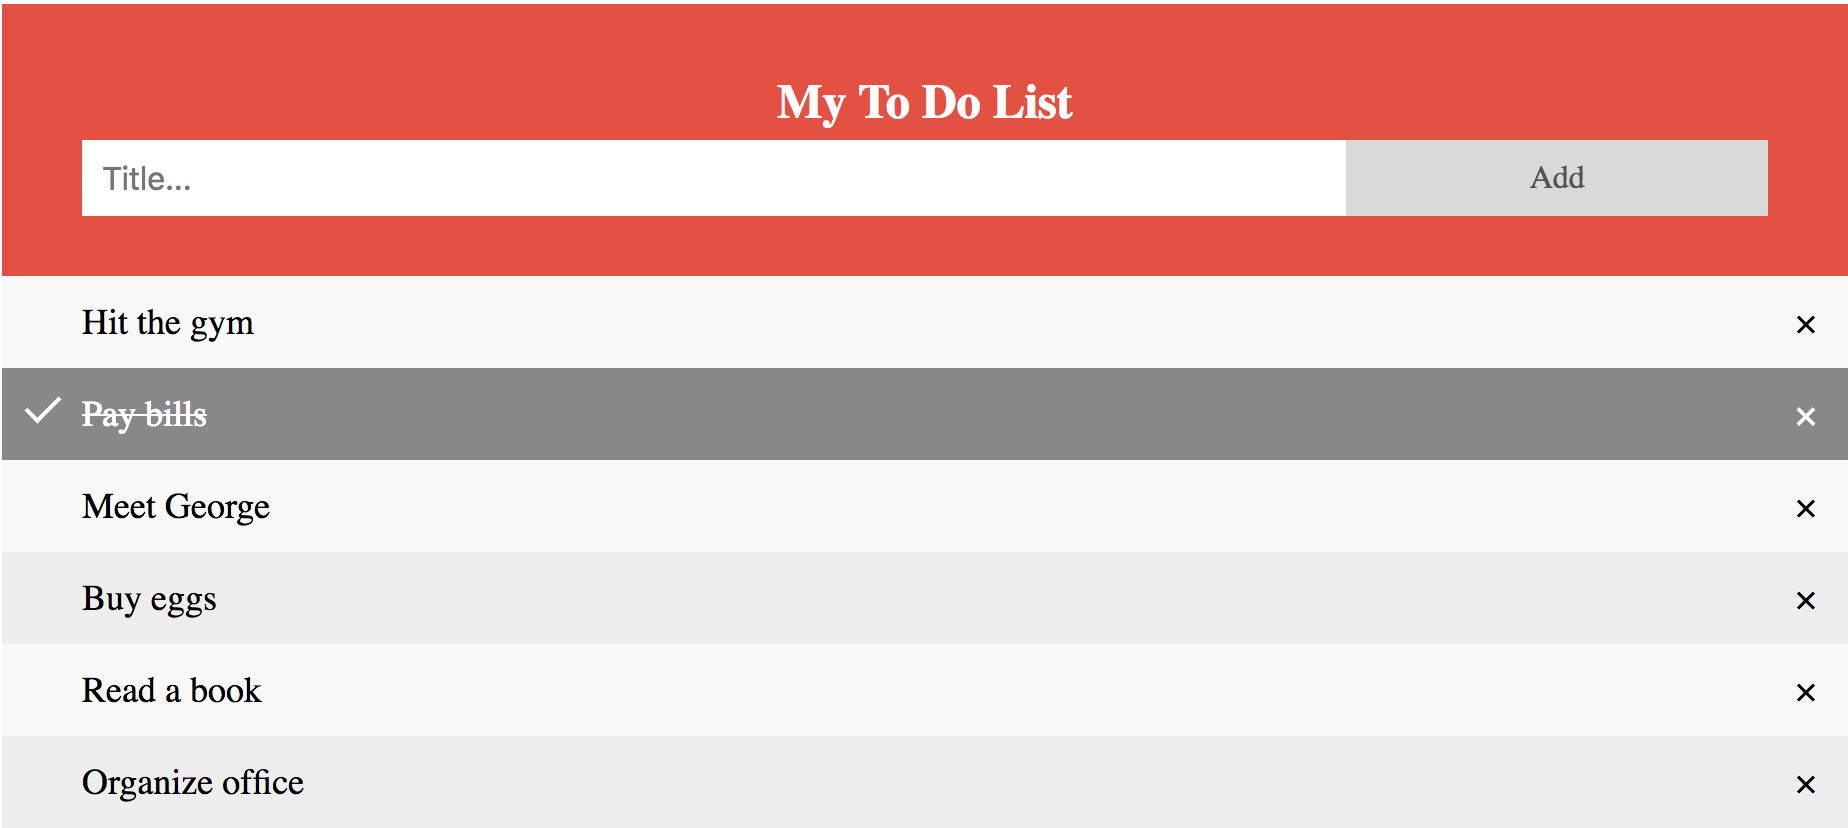 My To Do List
Title...
Add
Hit the gym
×
Pay bills
×
Meet George
×
Buy eggs
×
Read a book
×
Organize office
×